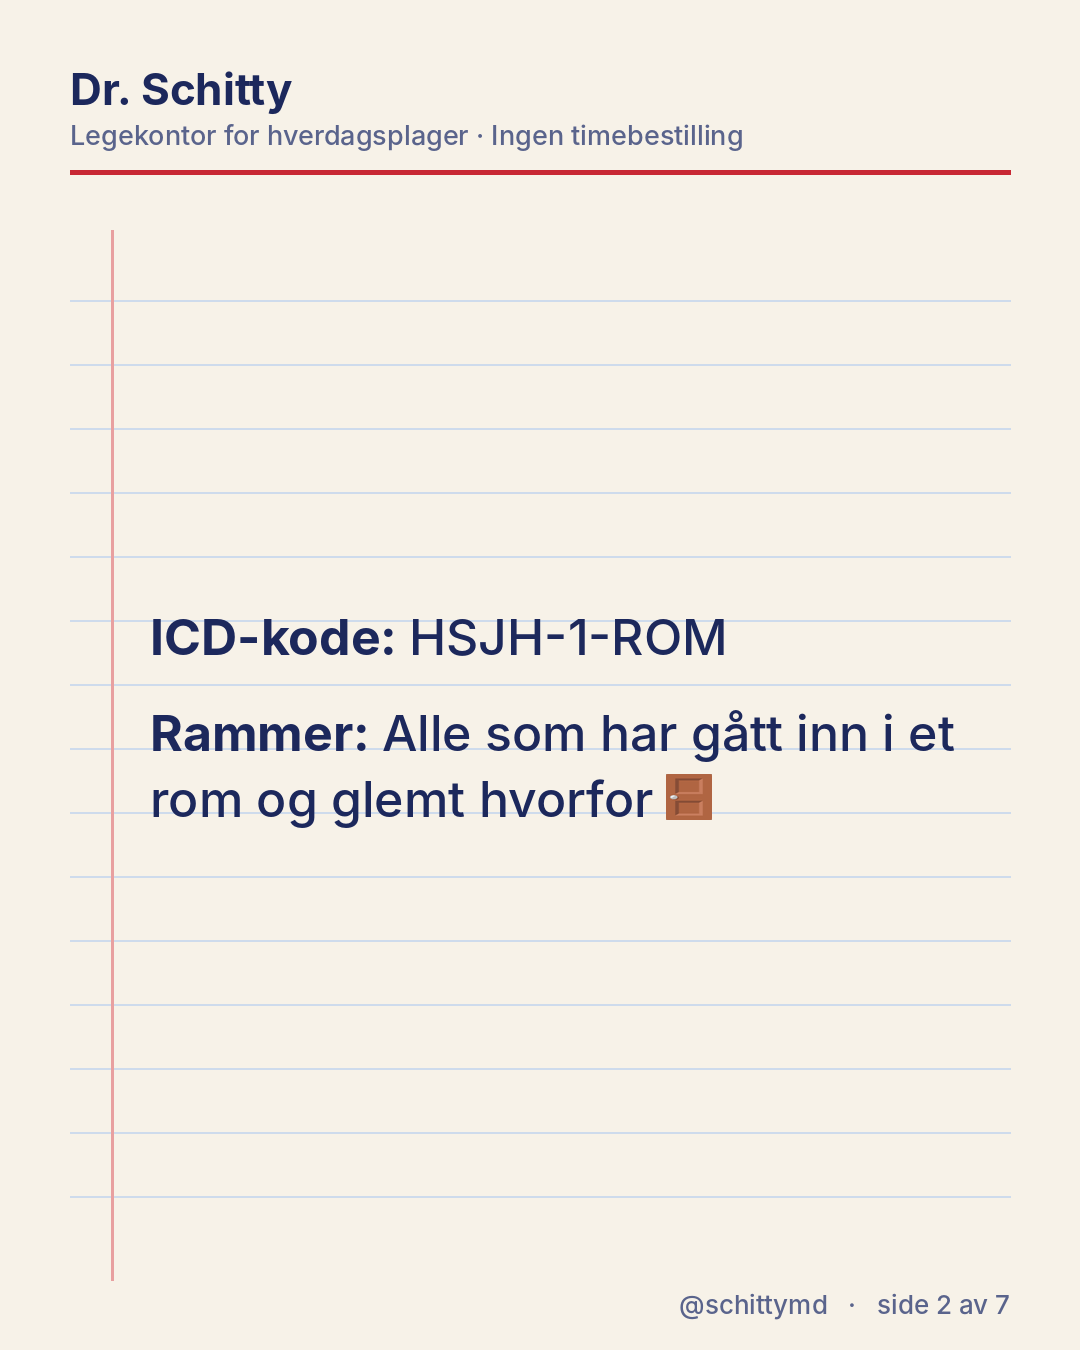 Dr. Schitty
Legekontor for hverdagsplager · Ingen timebestilling
ICD-kode: HSJH-1-ROM
Rammer: Alle som har gått inn i et
rom og glemt hvorfor 🚪
@schittymd · side 2 av 7